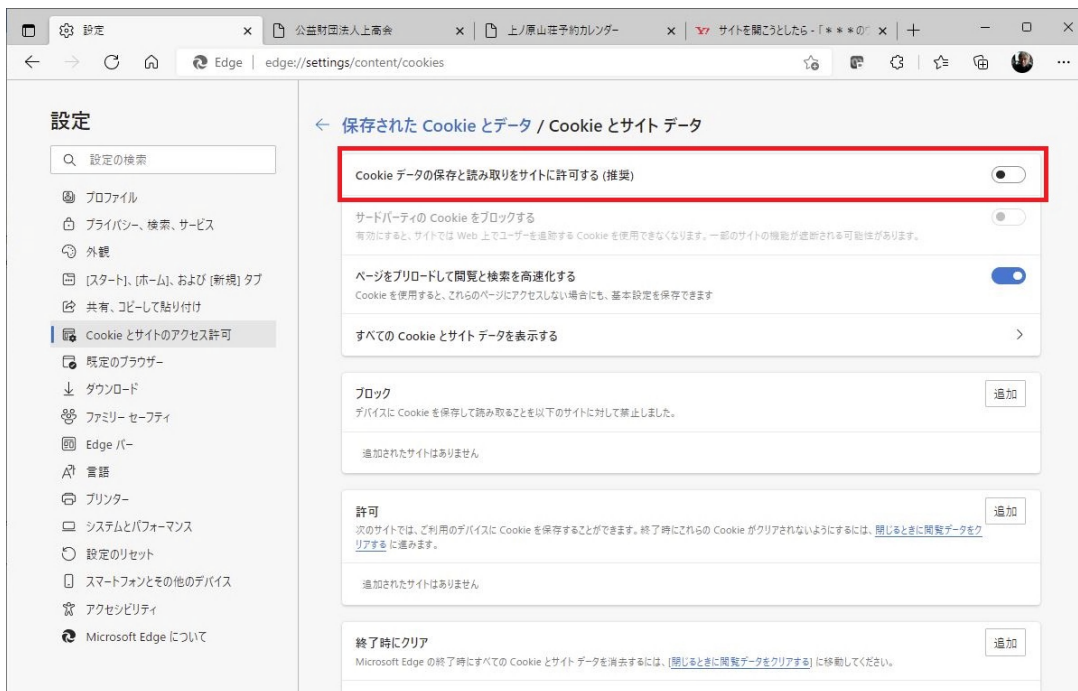 設定
公益財団法人上高会
上ノ原山荘予約カレンダー
サイトを開こうとしたら -「＊＊＊の
Edge | edge://settings/content/cookies
設定
設定の検索
プロファイル
プライバシー、検索、サービス
外観
[スタート]、[ホーム]、および [新規] タブ
共有、コピーして貼り付け
Cookie とサイトのアクセス許可
既定のブラウザー
ダウンロード
ファミリー セーフティ
Edge バー
言語
プリンター
システムとパフォーマンス
設定のリセット
スマートフォンとその他のデバイス
アクセシビリティ
Microsoft Edge について
保存された Cookie とデータ / Cookie とサイト データ
Cookie データの保存と読み取りをサイトに許可する (推奨)
サードパーティの Cookie をブロックする
有効にすると、サイトでは Web 上でユーザーを追跡する Cookie を使用できなくなります。一部のサイトの機能が遮断される可能性があります。
ページをプリロードして閲覧と検索を高速化する
Cookie を使用すると、これらのページにアクセスしない場合にも、基本設定を保存できます
すべての Cookie とサイト データを表示する
ブロック
追加
デバイスに Cookie を保存して読み取ることを以下のサイトに対して禁止しました。
追加されたサイトはありません
許可
追加
次のサイトでは、ご利用のデバイスに Cookie を保存することができます。終了時にこれらの Cookie がクリアされないようにするには、閉じるときに閲覧データをク
リアする に進みます。
追加されたサイトはありません
終了時にクリア
追加
Microsoft Edge の終了時にすべての Cookie とサイト データを消去するには、[閉じるときに閲覧データをクリアする] に移動してください。